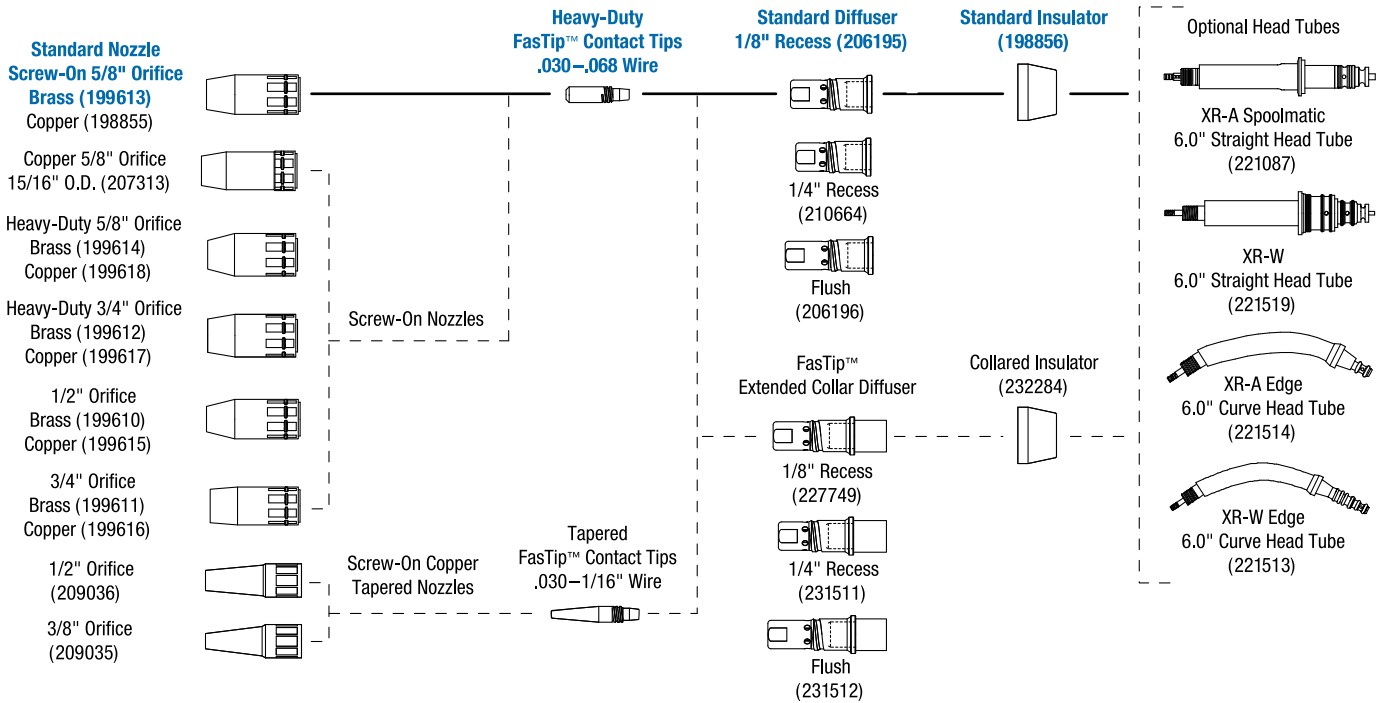 Standard Nozzle
Screw-On 5/8" Orifice
Brass (199613)
Copper (198855)
Copper 5/8" Orifice
15/16" O.D. (207313)
Heavy-Duty 5/8" Orifice
Brass (199614)
Copper (199618)
Heavy-Duty 3/4" Orifice
Brass (199612)
Copper (199617)
1/2" Orifice
Brass (199610)
Copper (199615)
3/4" Orifice
Brass (199611)
Copper (199616)
1/2" Orifice
(209036)
3/8" Orifice
(209035)
Screw-On Nozzles
Screw-On Copper
Tapered Nozzles
Heavy-Duty
FasTip™ Contact Tips
.030–.068 Wire
Tapered
FasTip™ Contact Tips
.030–1/16" Wire
Standard Diffuser
1/8" Recess (206195)
1/4" Recess
(210664)
Flush
(206196)
FasTip™
Extended Collar Diffuser
1/8" Recess
(227749)
1/4" Recess
(231511)
Flush
(231512)
Standard Insulator
(198856)
Collared Insulator
(232284)
Optional Head Tubes
XR-A Spoolmatic
6.0" Straight Head Tube
(221087)
XR-W
6.0" Straight Head Tube
(221519)
XR-A Edge
6.0" Curve Head Tube
(221514)
XR-W Edge
6.0" Curve Head Tube
(221513)